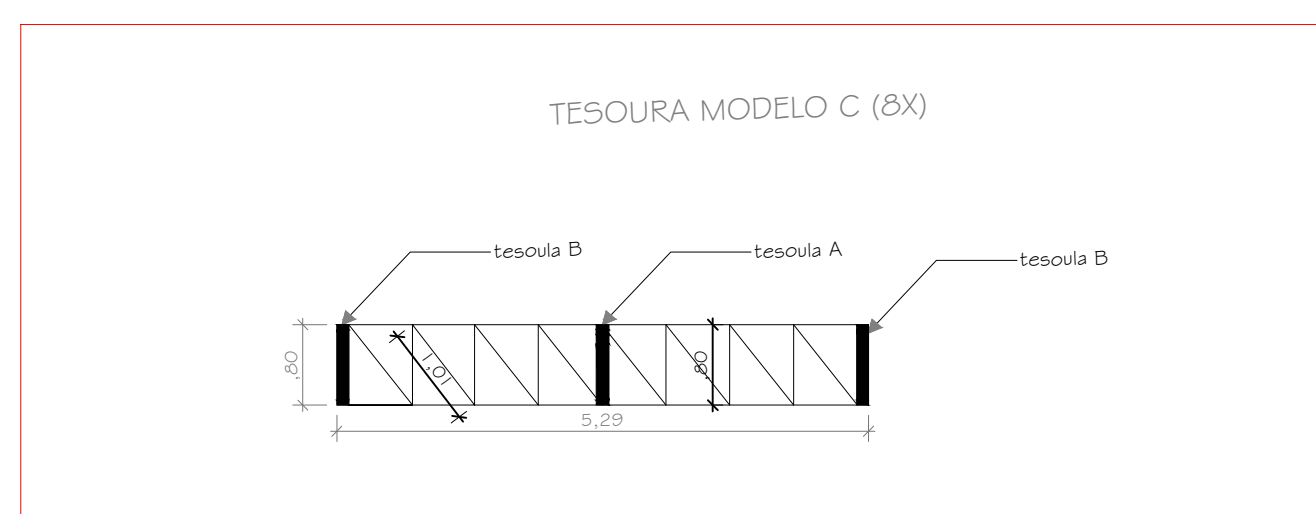 TESOURA MODELO C (8X)
tesoula B
tesoula A
tesoula B
,80
1,01
,80
5,29